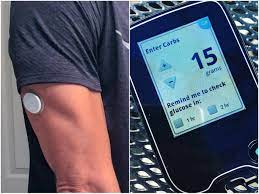 Enter Carbs
15
grams
Remind me to check
glucose in:
1 hr 2 hr